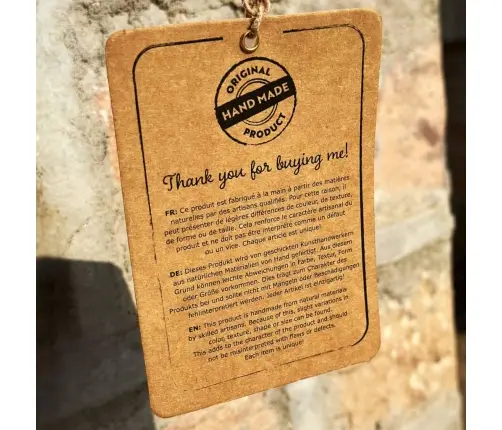 ORIGINAL
HAND MADE
PRODUCT
Thank you for buying me!
FR: Ce produit est fabriqué à la main à partir des matières
naturelles par des artisans qualifiés. Pour cette raison, il
peut présenter de légères différences de couleur, de texture,
de forme ou de taille. Cela renforce le caractère artisanal du
produit et ne doit pas être interprété comme un défaut
ou un vice. Chaque article est unique!
DE: Dieses Produkt wird von geschickten Kunsthandwerkern
aus natürlichen Materialien von Hand gefertigt. Aus diesem
Grund können leichte Abweichungen in Farbe, Textur, Form
oder Größe vorkommen. Dies trägt zum Charakter des
Produkts bei und sollte nicht mit Mängeln oder Beschädigungen
fehlinterpretiert werden. Jeder Artikel ist einzigartig!
EN: This product is handmade from natural materials
by skilled artisans. Because of this, slight variations in
color, texture, shape or size can be found.
This adds to the character of the product and should
not be misinterpreted with flaws or defects.
Each item is unique!